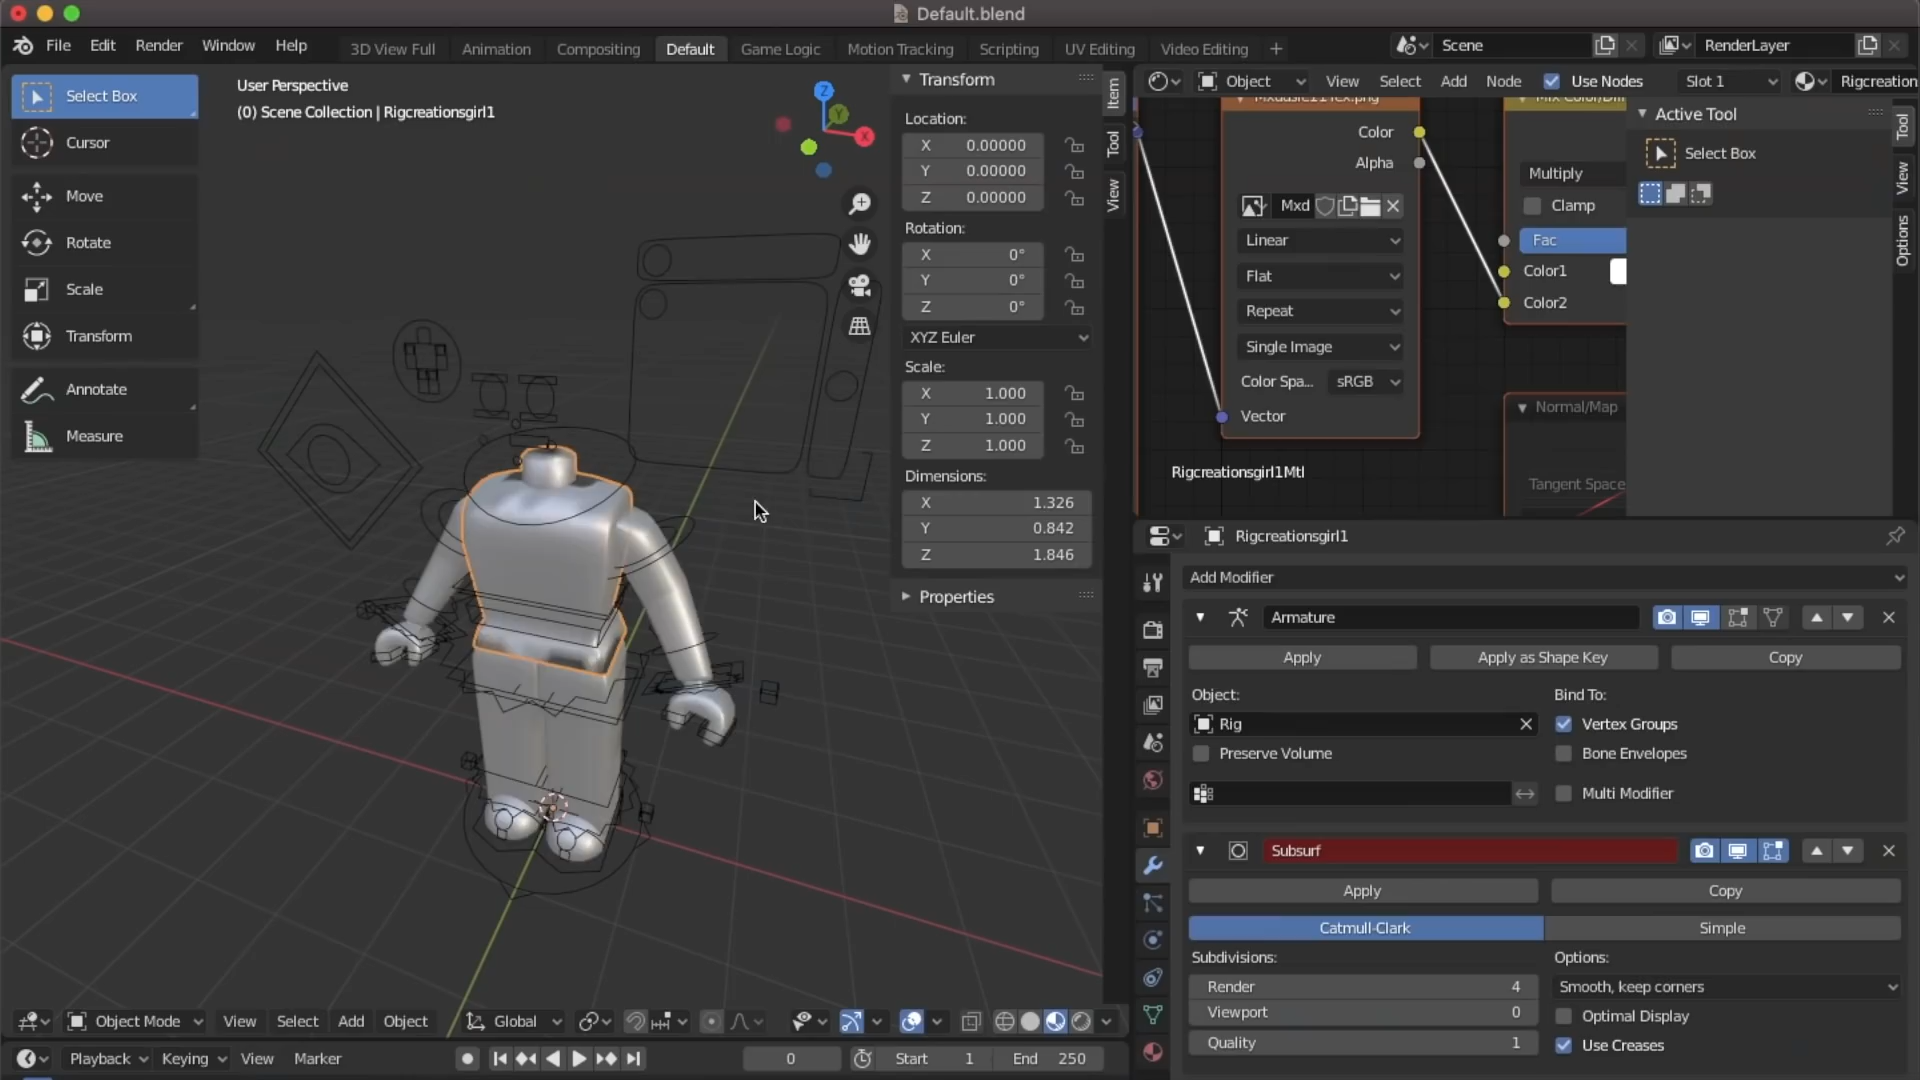 Default.blend
File Edit Render Window Help
3D View Full Animation Compositing Default Game Logic Motion Tracking Scripting UV Editing Video Editing +
Scene
RenderLayer
Select Box
Cursor
Move
Rotate
Scale
Transform
Annotate
Measure
User Perspective
(0) Scene Collection | Rigcreationsgirl1
Z
Y
X
Transform
Location:
X 0.00000
Y 0.00000
Z 0.00000
Rotation:
X 0°
Y 0°
Z 0°
XYZ Euler
Scale:
X 1.000
Y 1.000
Z 1.000
Dimensions:
X 1.326
Y 0.842
Z 1.846
Properties
Item
Tool
View
Object View Select Add Node Use Nodes Slot 1 Rigcreation
Color
Alpha
Mxd
Linear
Flat
Repeat
Single Image
Color Spa... sRGB
Vector
Rigcreationsgirl1Mtl
Multiply
Clamp
Fac
Color1
Color2
Normal/Map
Tangent Space
Active Tool
Select Box
Tool
View
Options
Rigcreationsgirl1
Add Modifier
Armature
Apply Apply as Shape Key Copy
Object: Bind To:
Rig Vertex Groups
Preserve Volume Bone Envelopes
Multi Modifier
Subsurf
Apply Copy
Catmull-Clark Simple
Subdivisions: Options:
Render 4 Smooth, keep corners
Viewport 0 Optimal Display
Quality 1 Use Creases
Object Mode View Select Add Object Global
Playback Keying View Marker 0 Start 1 End 250